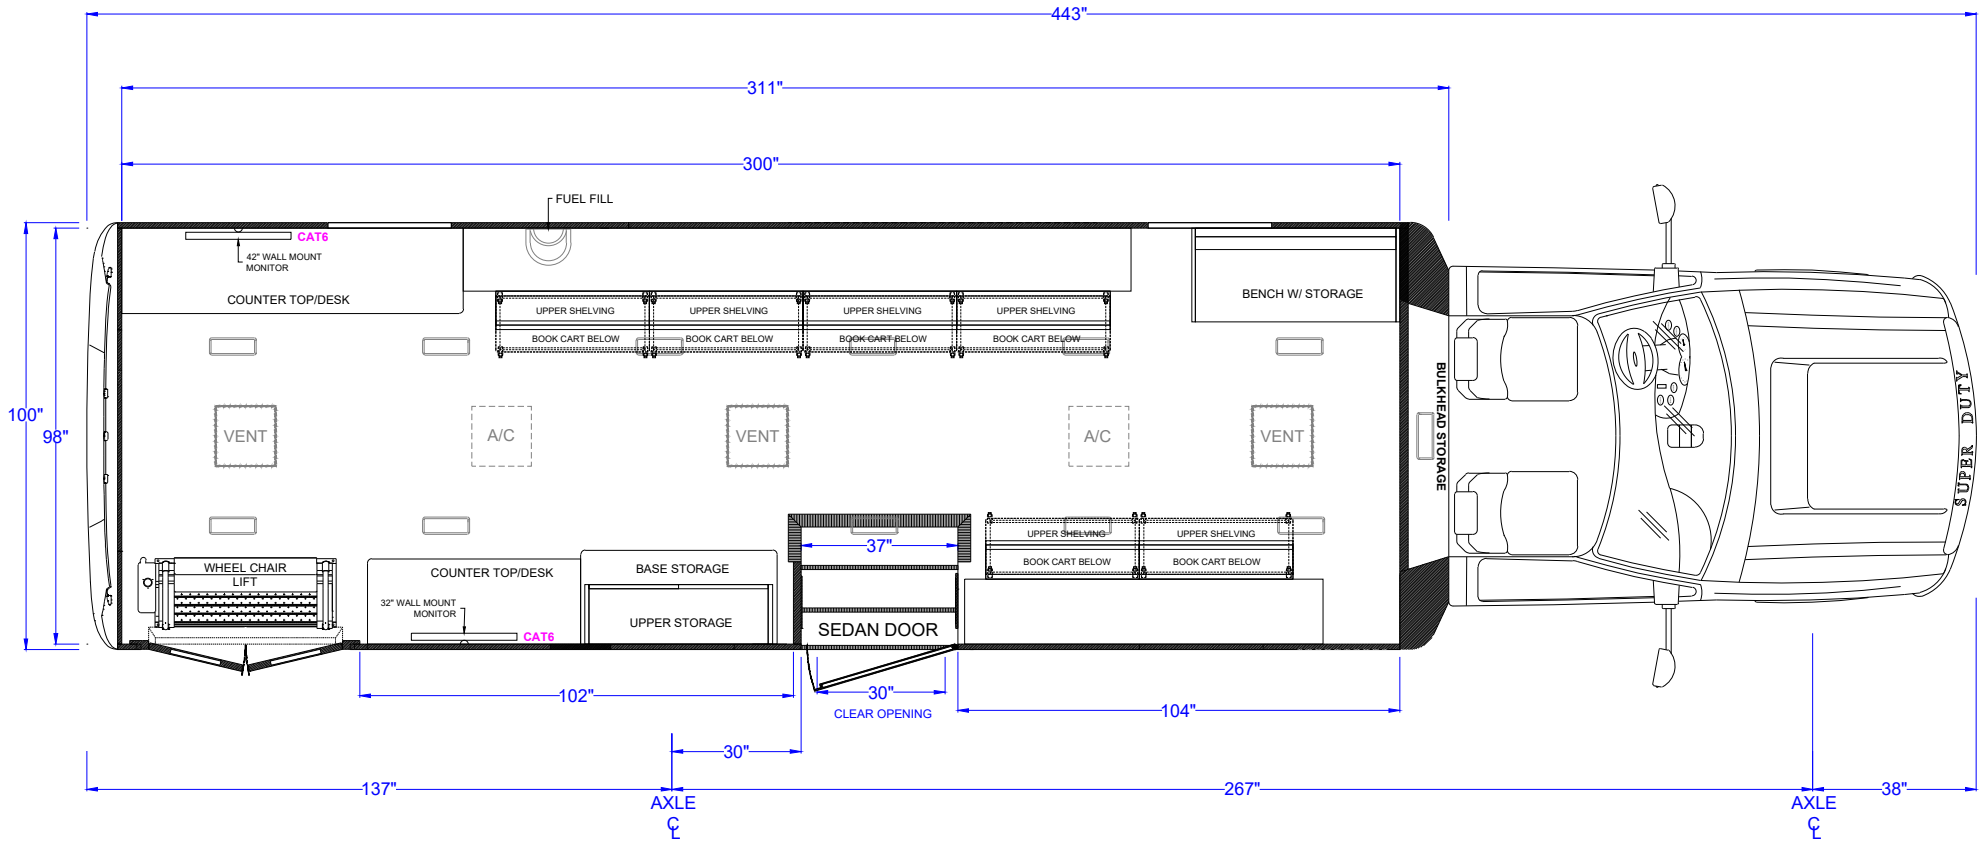 443"
311"
300"
FUEL FILL
CAT6
42" WALL MOUNT
MONITOR
COUNTER TOP/DESK
BENCH W/ STORAGE
UPPER SHELVING
UPPER SHELVING
UPPER SHELVING
UPPER SHELVING
BOOK CART BELOW
BOOK CART BELOW
BOOK CART BELOW
BOOK CART BELOW
100"
98"
VENT
A/C
VENT
A/C
VENT
BULKHEAD STORAGE
SUPER DUTY
UPPER SHELVING
UPPER SHELVING
BOOK CART BELOW
BOOK CART BELOW
37"
WHEEL CHAIR
LIFT
COUNTER TOP/DESK
BASE STORAGE
32" WALL MOUNT
MONITOR
CAT6
UPPER STORAGE
SEDAN DOOR
102"
30"
CLEAR OPENING
104"
30"
137"
267"
38"
AXLE
CL
AXLE
CL